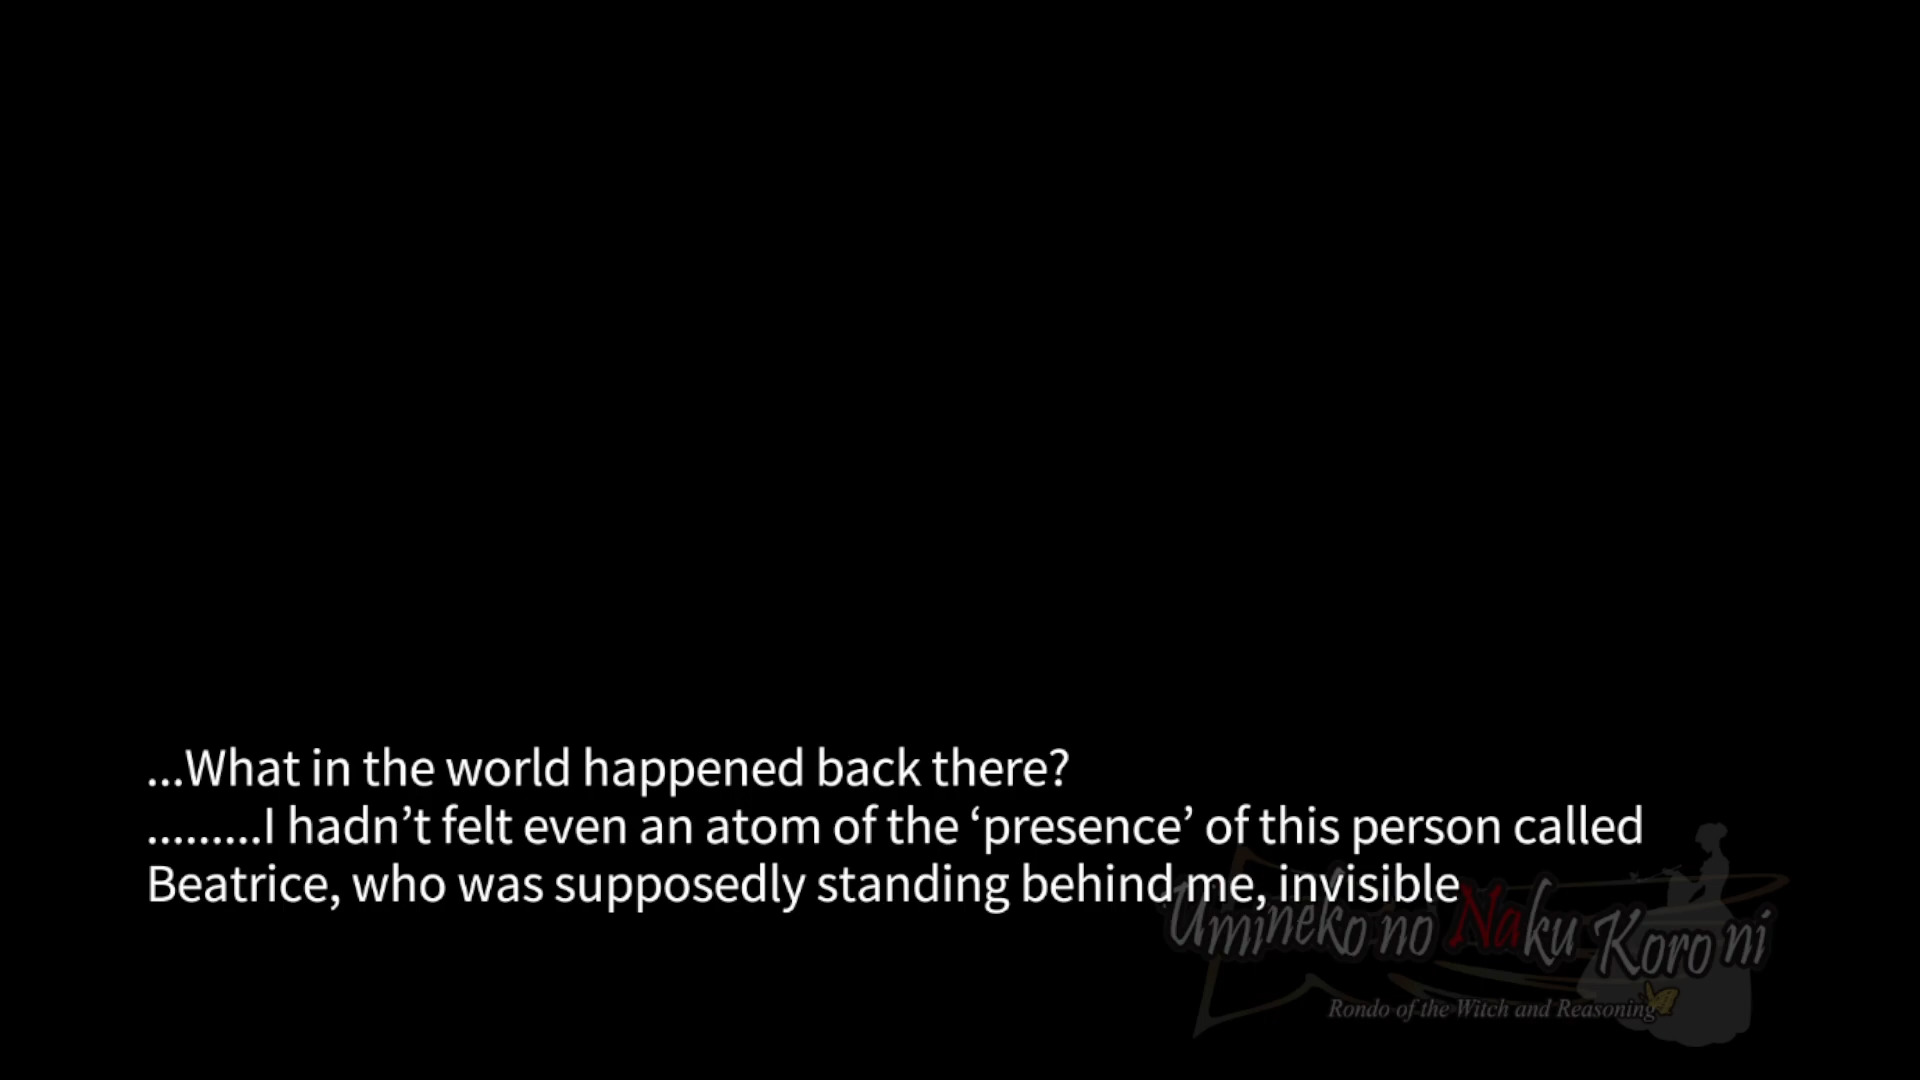 ...What in the world happened back there?
.........I hadn’t felt even an atom of the ‘presence’ of this person called
Beatrice, who was supposedly standing behind me, invisible
Umineko no Naku Koro ni
Rondo of the Witch and Reasoning